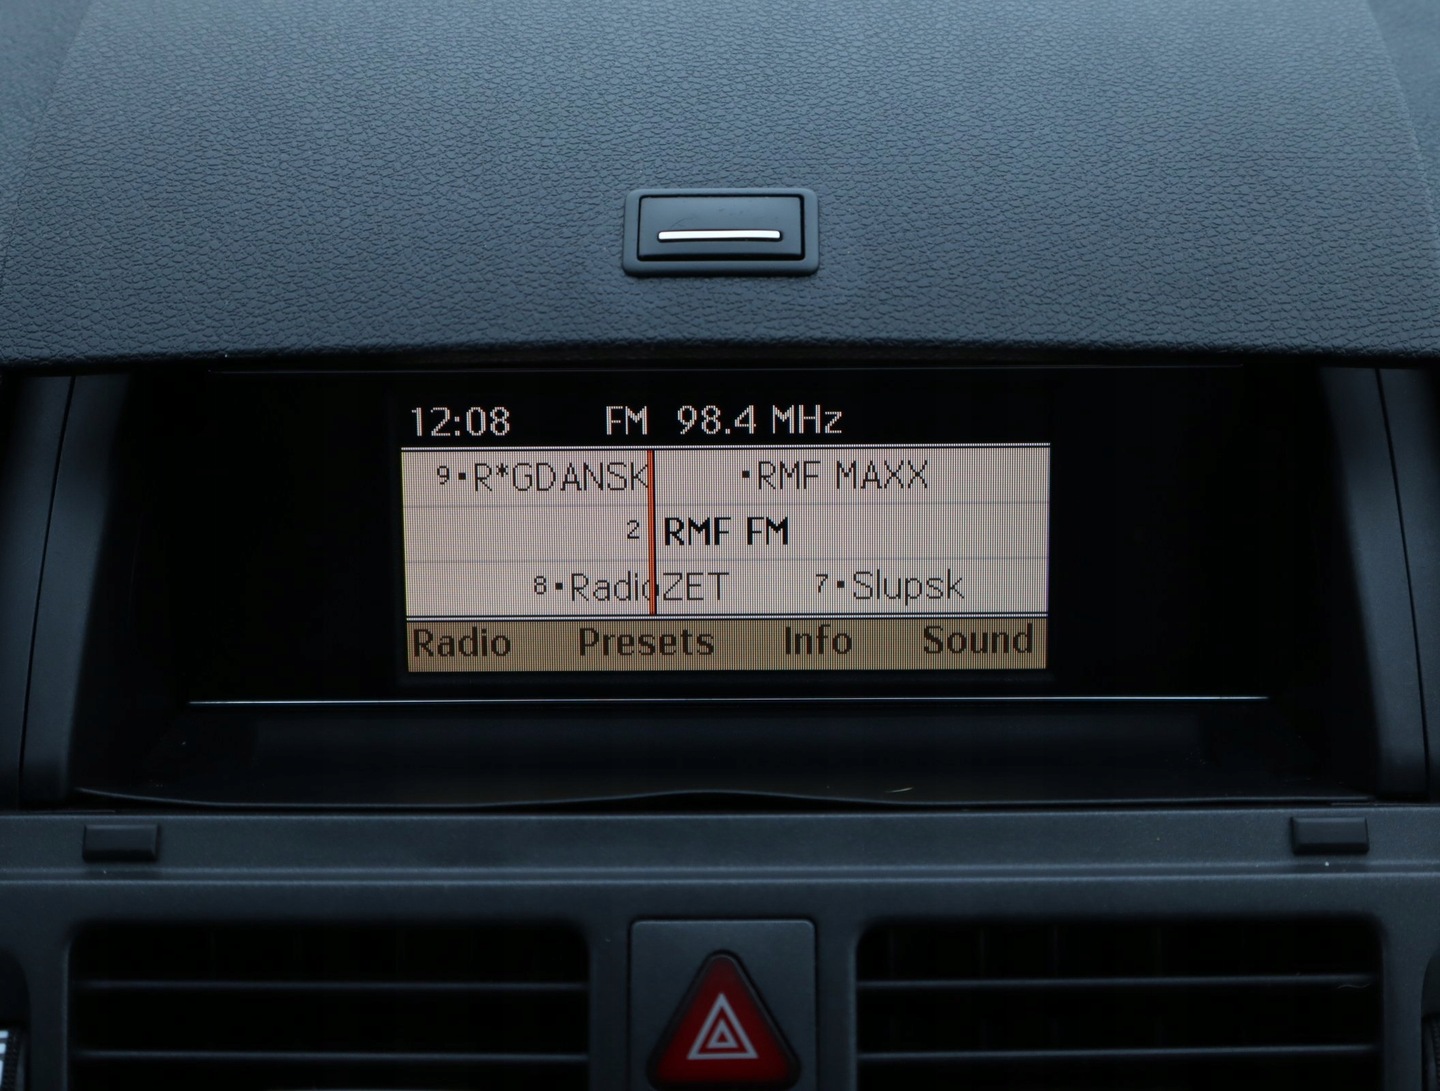 12:08 FM 98.4 MHz
9·R*GDANSK ·RMF MAXX
2 RMF FM
8·RadioZET 7·Slupsk
Radio Presets Info Sound